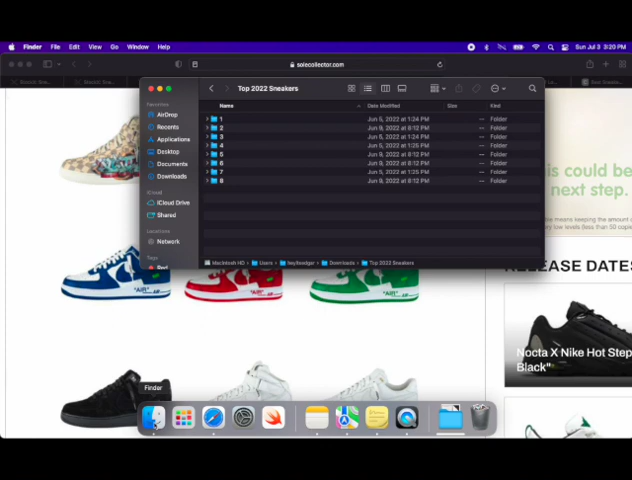 Finder File Edit View Go Window Help Sun Jul 3 3:20 PM
solecollector.com
Top 2022 Sneakers
Name Date Modified Size Kind
1 Jun 5, 2022 at 1:24 PM -- Folder
2 Jun 9, 2022 at 8:12 PM -- Folder
3 Jun 5, 2022 at 1:24 PM -- Folder
4 Jun 5, 2022 at 1:25 PM -- Folder
5 Jun 9, 2022 at 8:12 PM -- Folder
6 Jun 9, 2022 at 8:12 PM -- Folder
7 Jun 5, 2022 at 1:25 PM -- Folder
8 Jun 9, 2022 at 8:12 PM -- Folder
Favorites
AirDrop
Recents
Applications
Desktop
Documents
Downloads
iCloud
iCloud Drive
Shared
Locations
Network
Tags
Red
Macintosh HD Users Downloads Top 2022 Sneakers
is could be
next step.
RELEASE DATES
"AIR" "AIR" "AIR"
Nocta X Nike Hot Step
Black"
Finder